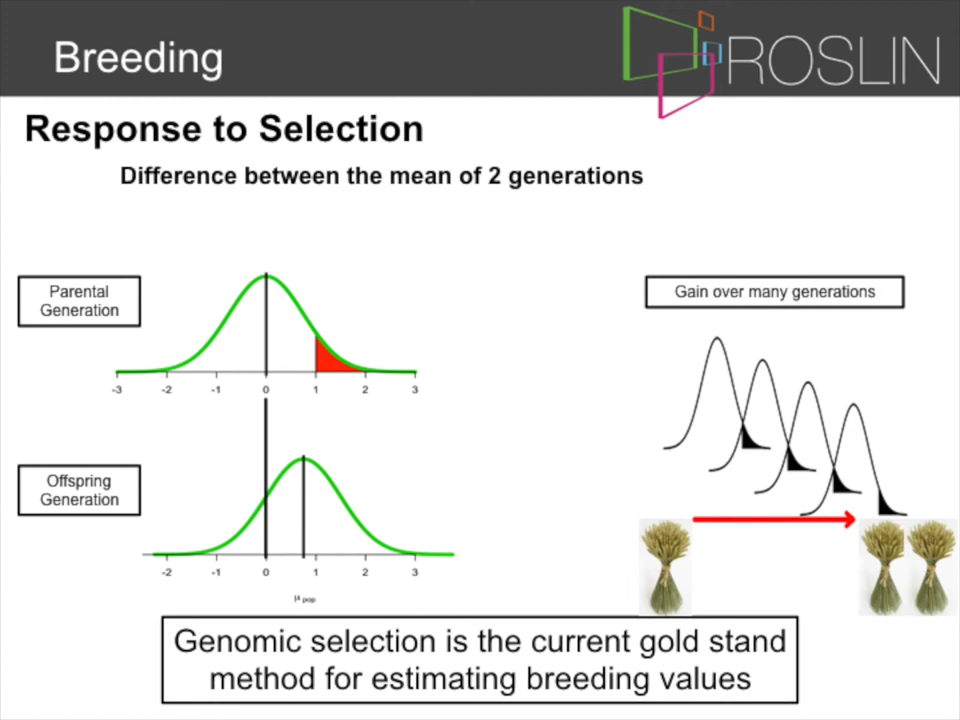 Breeding
ROSLIN
Response to Selection
Difference between the mean of 2 generations
Parental
Generation
Gain over many generations
-3 -2 -1 0 1 2 3
Offspring
Generation
-2 -1 0 1 2 3
μ pop
Genomic selection is the current gold stand
method for estimating breeding values